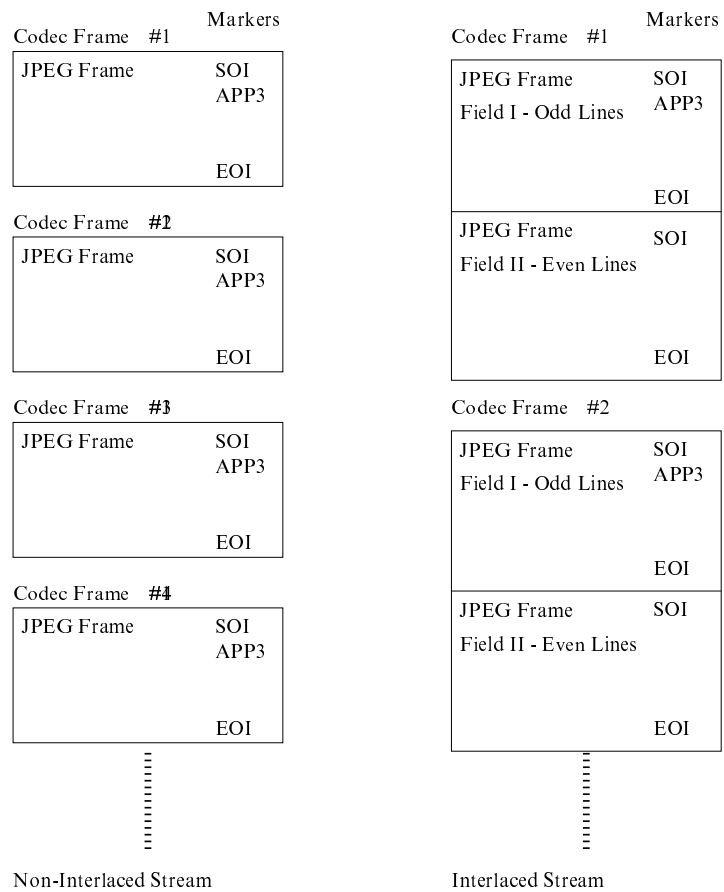 Markers
Codec Frame #1
JPEG Frame SOI
APP3
EOI
Codec Frame #2
JPEG Frame SOI
APP3
EOI
Codec Frame #3
JPEG Frame SOI
APP3
EOI
Codec Frame #4
JPEG Frame SOI
APP3
EOI
Non-Interlaced Stream
Markers
Codec Frame #1
JPEG Frame SOI
Field I - Odd Lines APP3
EOI
JPEG Frame SOI
Field II - Even Lines
EOI
Codec Frame #2
JPEG Frame SOI
Field I - Odd Lines APP3
EOI
JPEG Frame SOI
Field II - Even Lines
EOI
Interlaced Stream